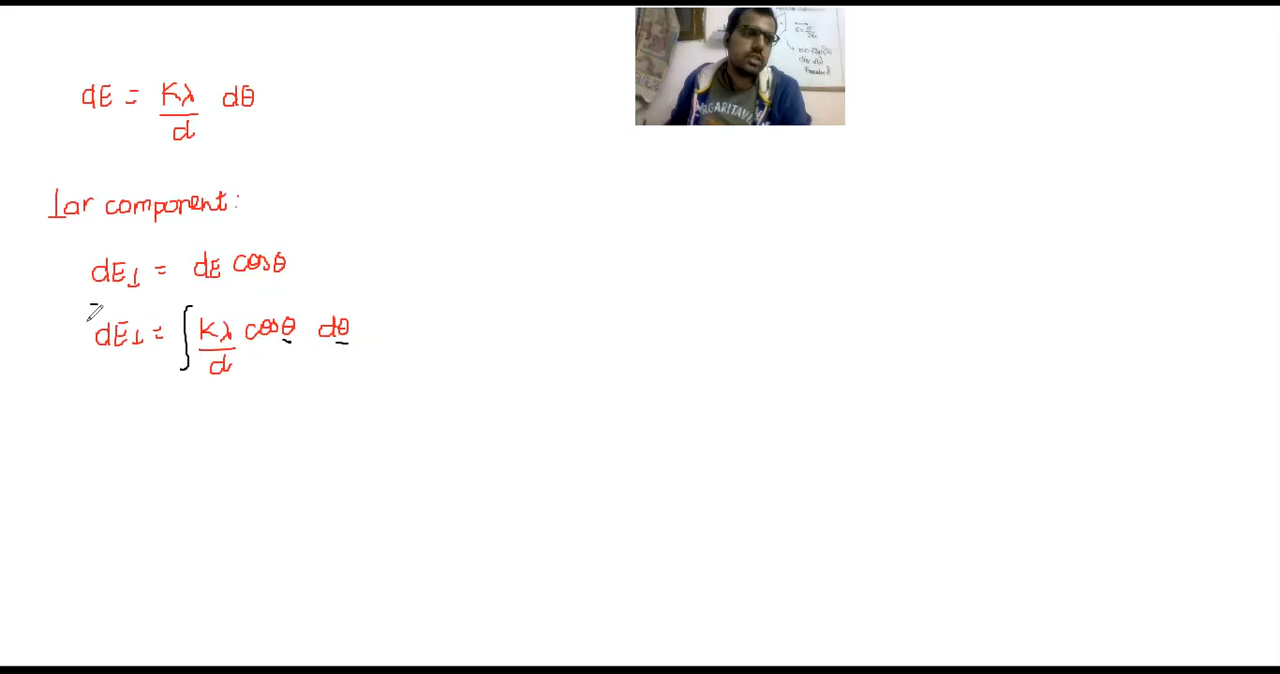 dE = Kλ/d dθ
⊥ar component:
dE⊥ = dE cosθ
dE⊥ = ∫ Kλ/d cosθ dθ